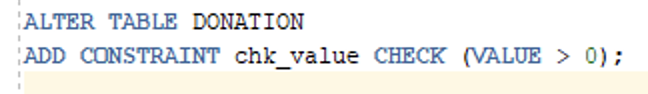 ALTER TABLE DONATION
ADD CONSTRAINT chk_value CHECK (VALUE > 0);